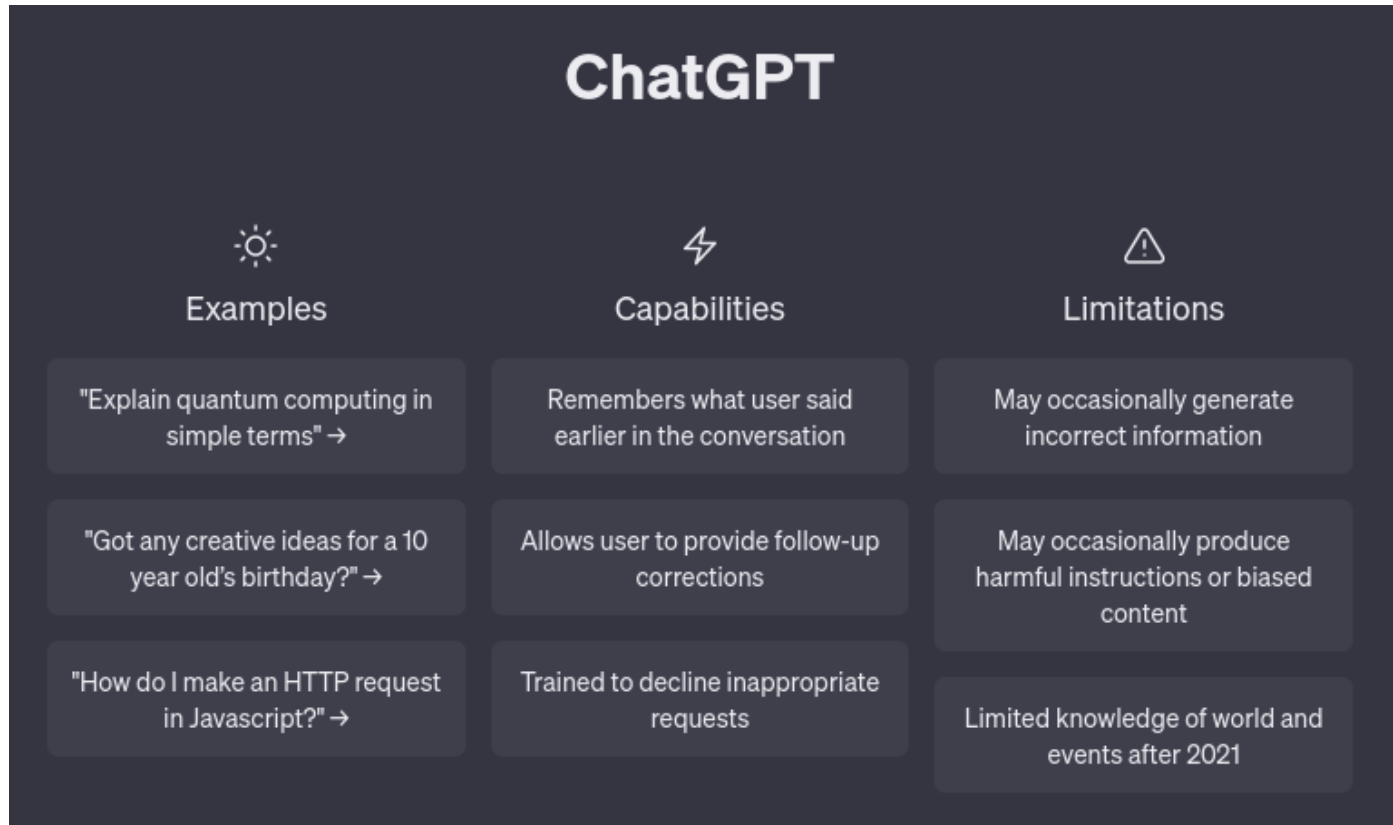 ChatGPT
Examples
"Explain quantum computing in
simple terms" →
"Got any creative ideas for a 10
year old's birthday?" →
"How do I make an HTTP request
in Javascript?" →
Capabilities
Remembers what user said
earlier in the conversation
Allows user to provide follow-up
corrections
Trained to decline inappropriate
requests
Limitations
May occasionally generate
incorrect information
May occasionally produce
harmful instructions or biased
content
Limited knowledge of world and
events after 2021